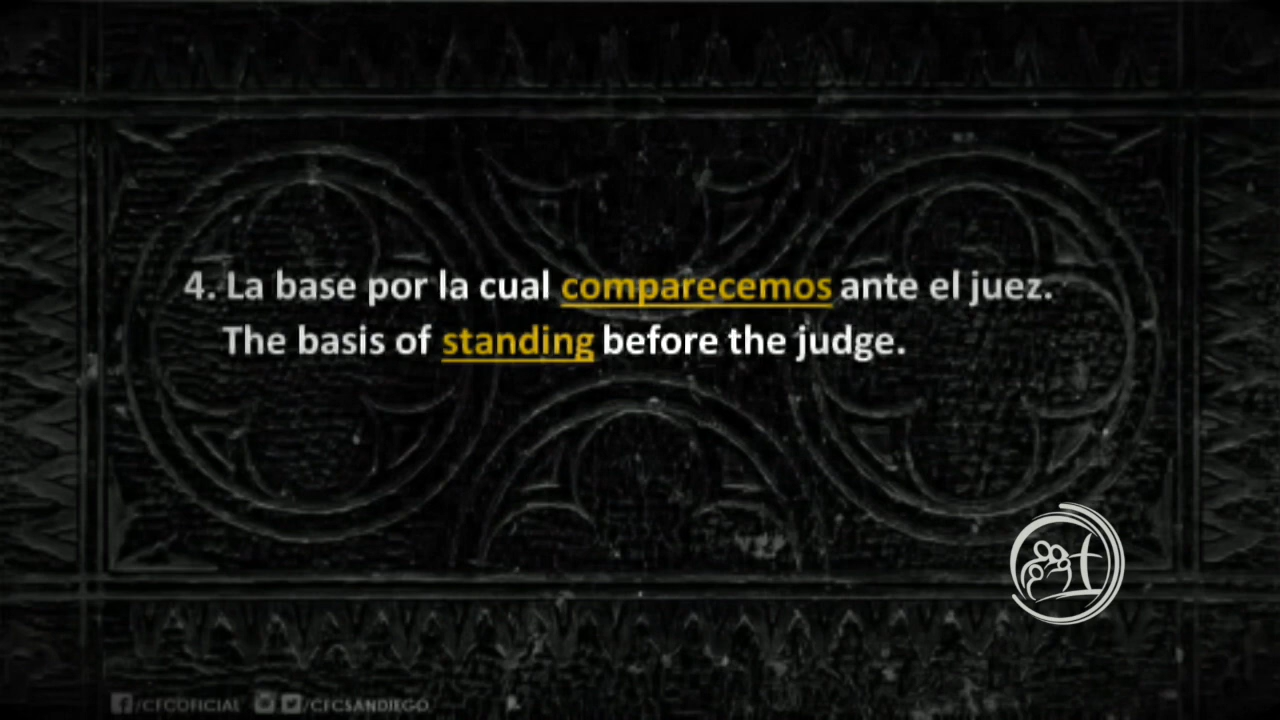 4. La base por la cual comparecemos ante el juez.
The basis of standing before the judge.
/CFCOFICIAL /CFCSANDIEGO